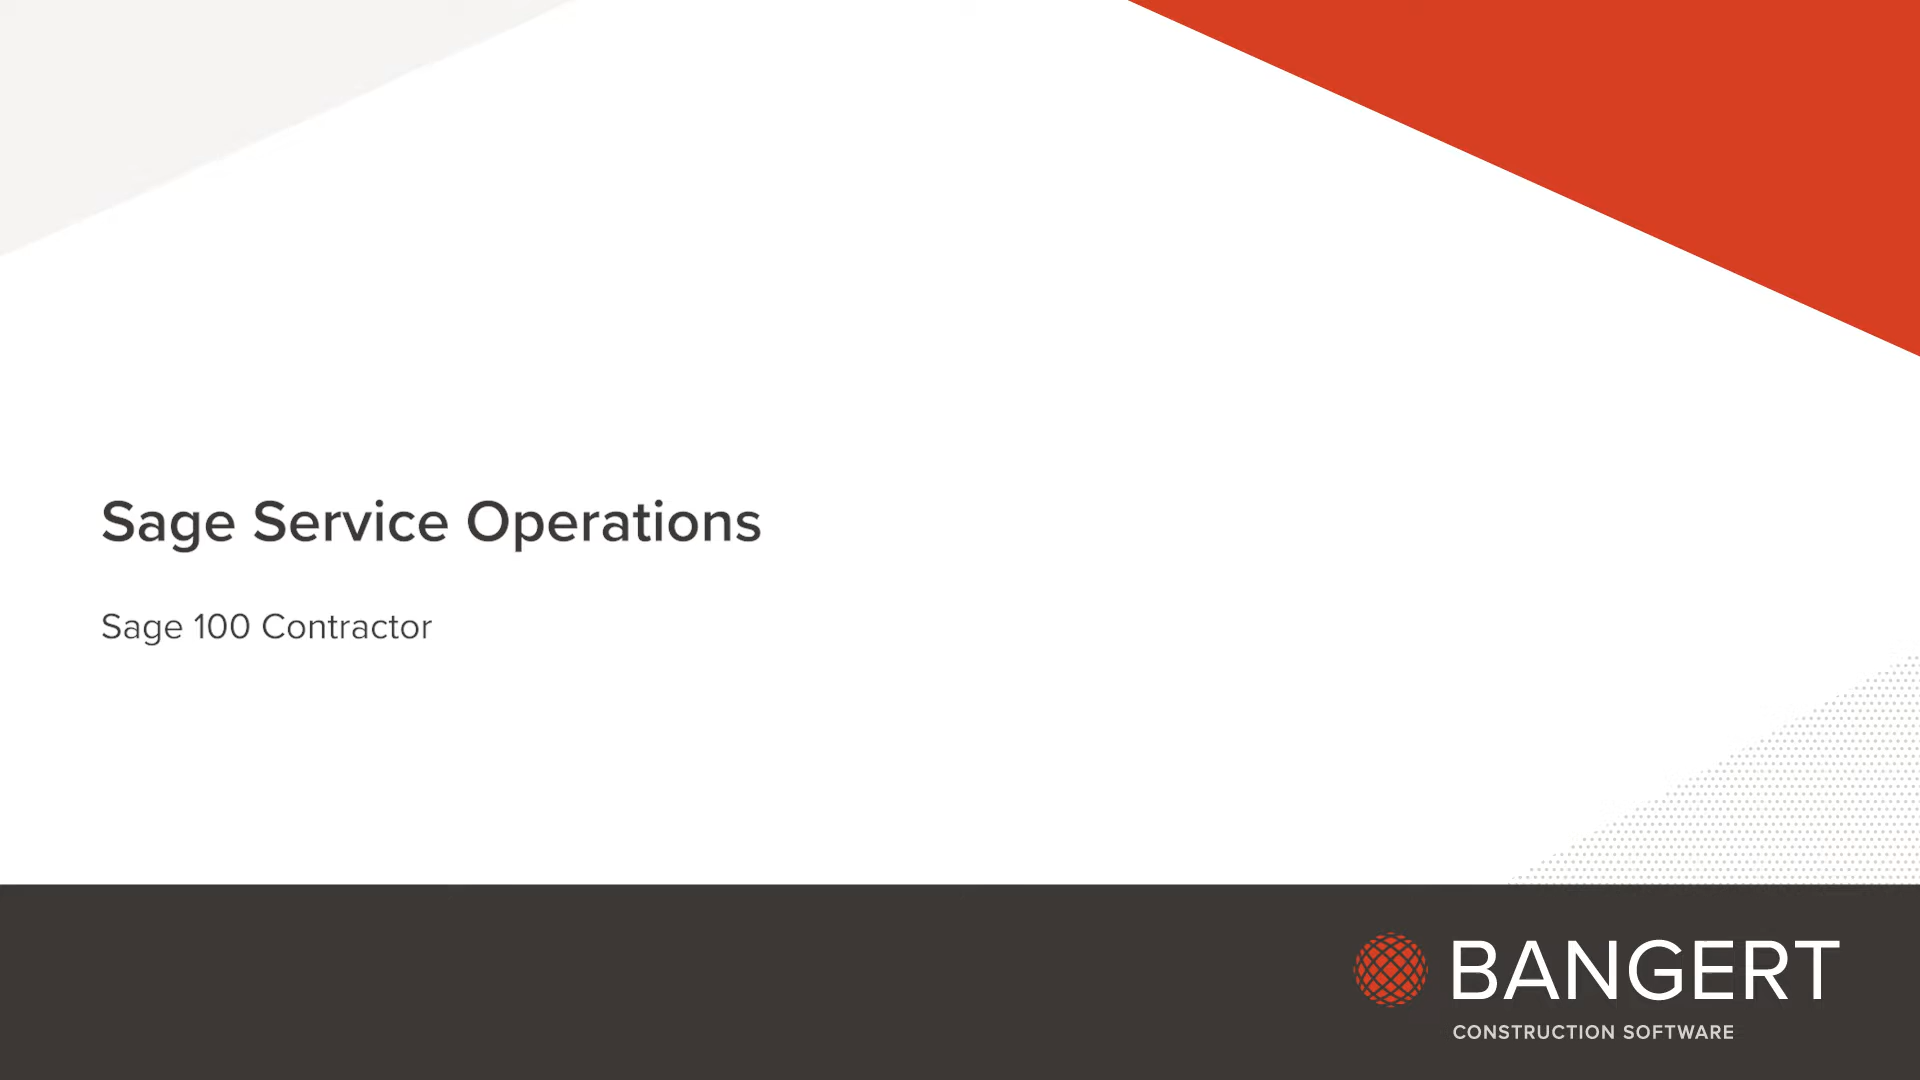 Sage Service Operations
Sage 100 Contractor
BANGERT
CONSTRUCTION SOFTWARE